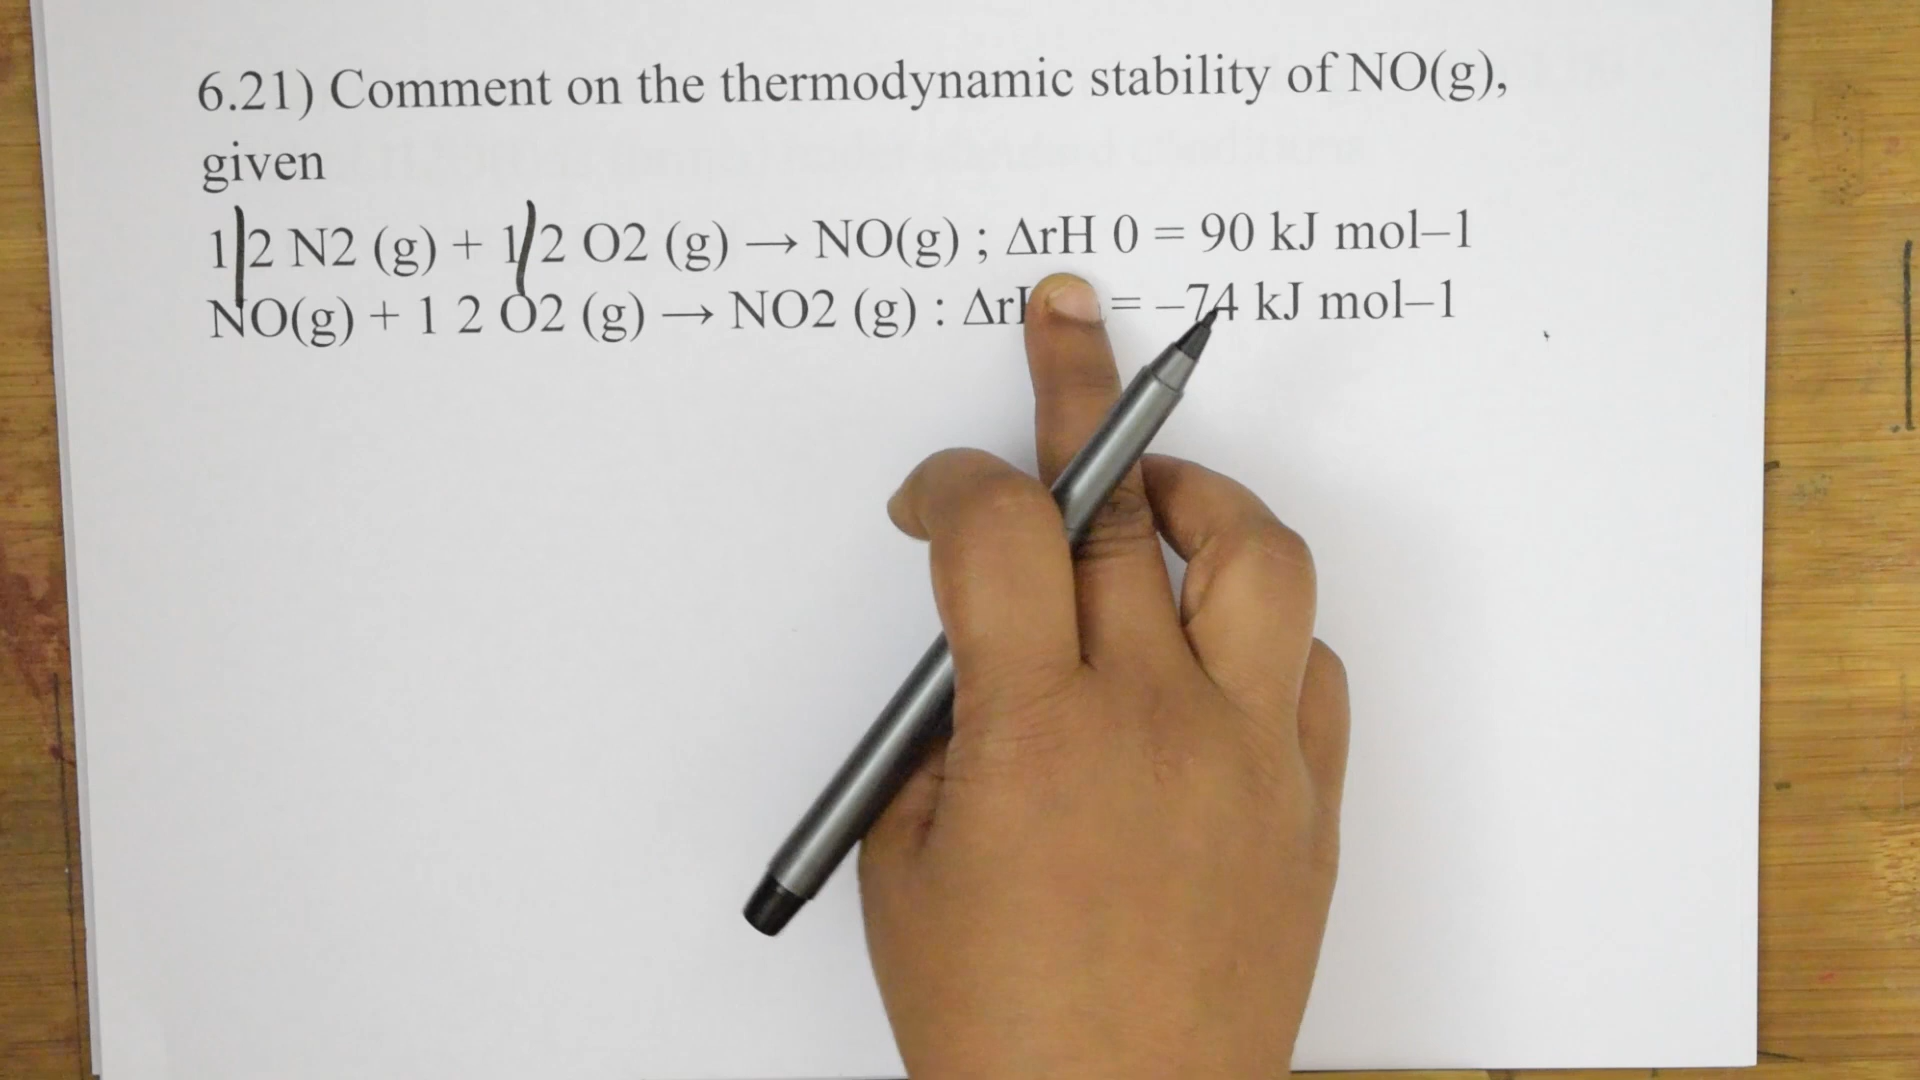 6.21) Comment on the thermodynamic stability of NO(g),
given
1/2 N2 (g) + 1/2 O2 (g) → NO(g) ; ΔrH 0 = 90 kJ mol–1
NO(g) + 1 2 O2 (g) → NO2 (g) : = –74 kJ mol–1